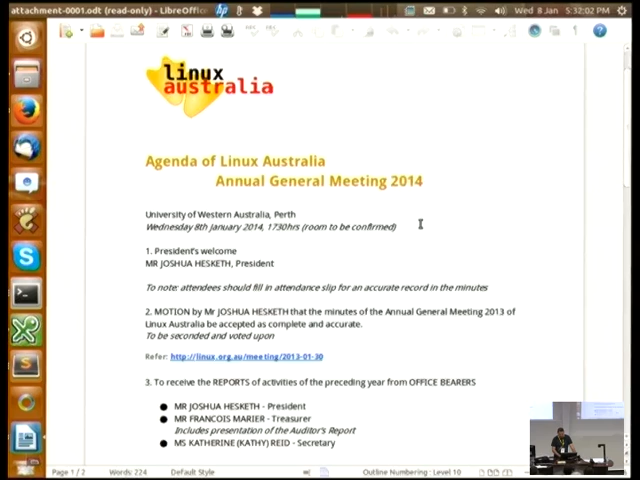 attachment-0001.odt (read-only) - LibreOffic
Wed 8 Jan 5:32:02 PM
linux
australia
Agenda of Linux Australia
Annual General Meeting 2014
University of Western Australia, Perth
Wednesday 8th January 2014, 1730hrs (room to be confirmed)
1. President's welcome
MR JOSHUA HESKETH, President
To note: attendees should fill in attendance slip for an accurate record in the minutes
2. MOTION by Mr JOSHUA HESKETH that the minutes of the Annual General Meeting 2013 of
Linux Australia be accepted as complete and accurate.
To be seconded and voted upon
Refer: http://linux.org.au/meeting/2013-01-30
3. To receive the REPORTS of activities of the preceding year from OFFICE BEARERS
● MR JOSHUA HESKETH - President
● MR FRANCOIS MARIER - Treasurer
Includes presentation of the Auditor's Report
● MS KATHERINE (KATHY) REID - Secretary
Page 1 / 2 Words: 224 Default Style Outline Numbering : Level 10